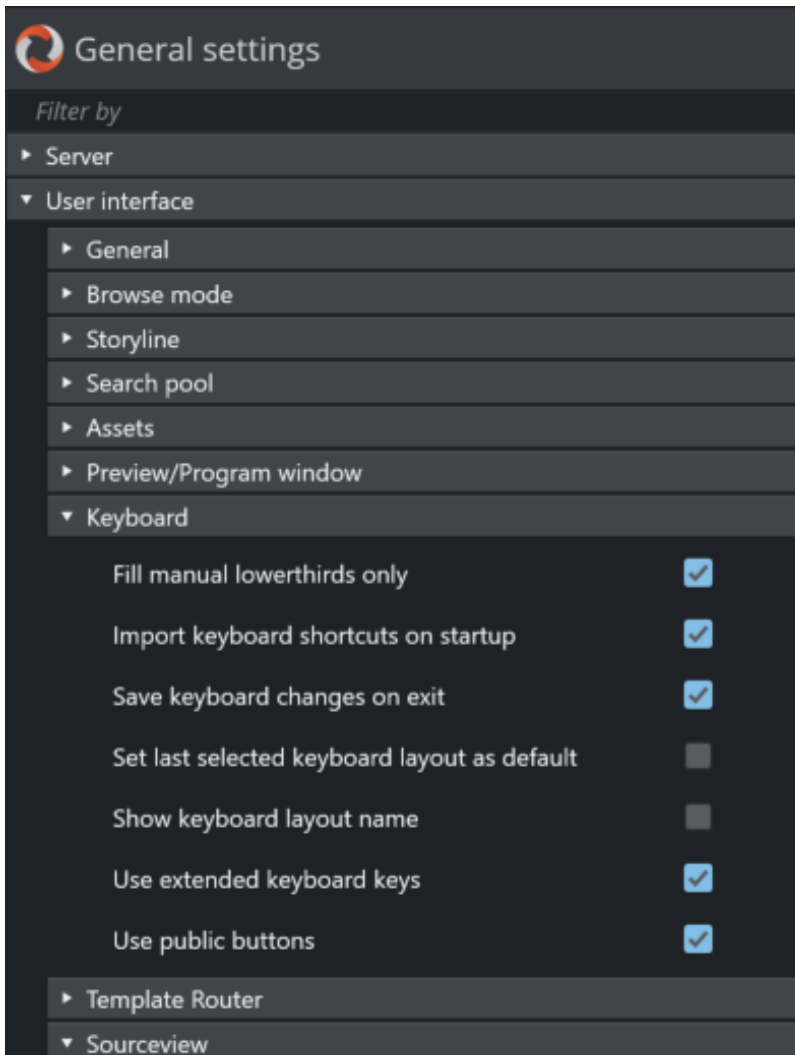 General settings
Filter by
Server
User interface
General
Browse mode
Storyline
Search pool
Assets
Preview/Program window
Keyboard
Fill manual lowerthirds only
Import keyboard shortcuts on startup
Save keyboard changes on exit
Set last selected keyboard layout as default
Show keyboard layout name
Use extended keyboard keys
Use public buttons
Template Router
Sourceview